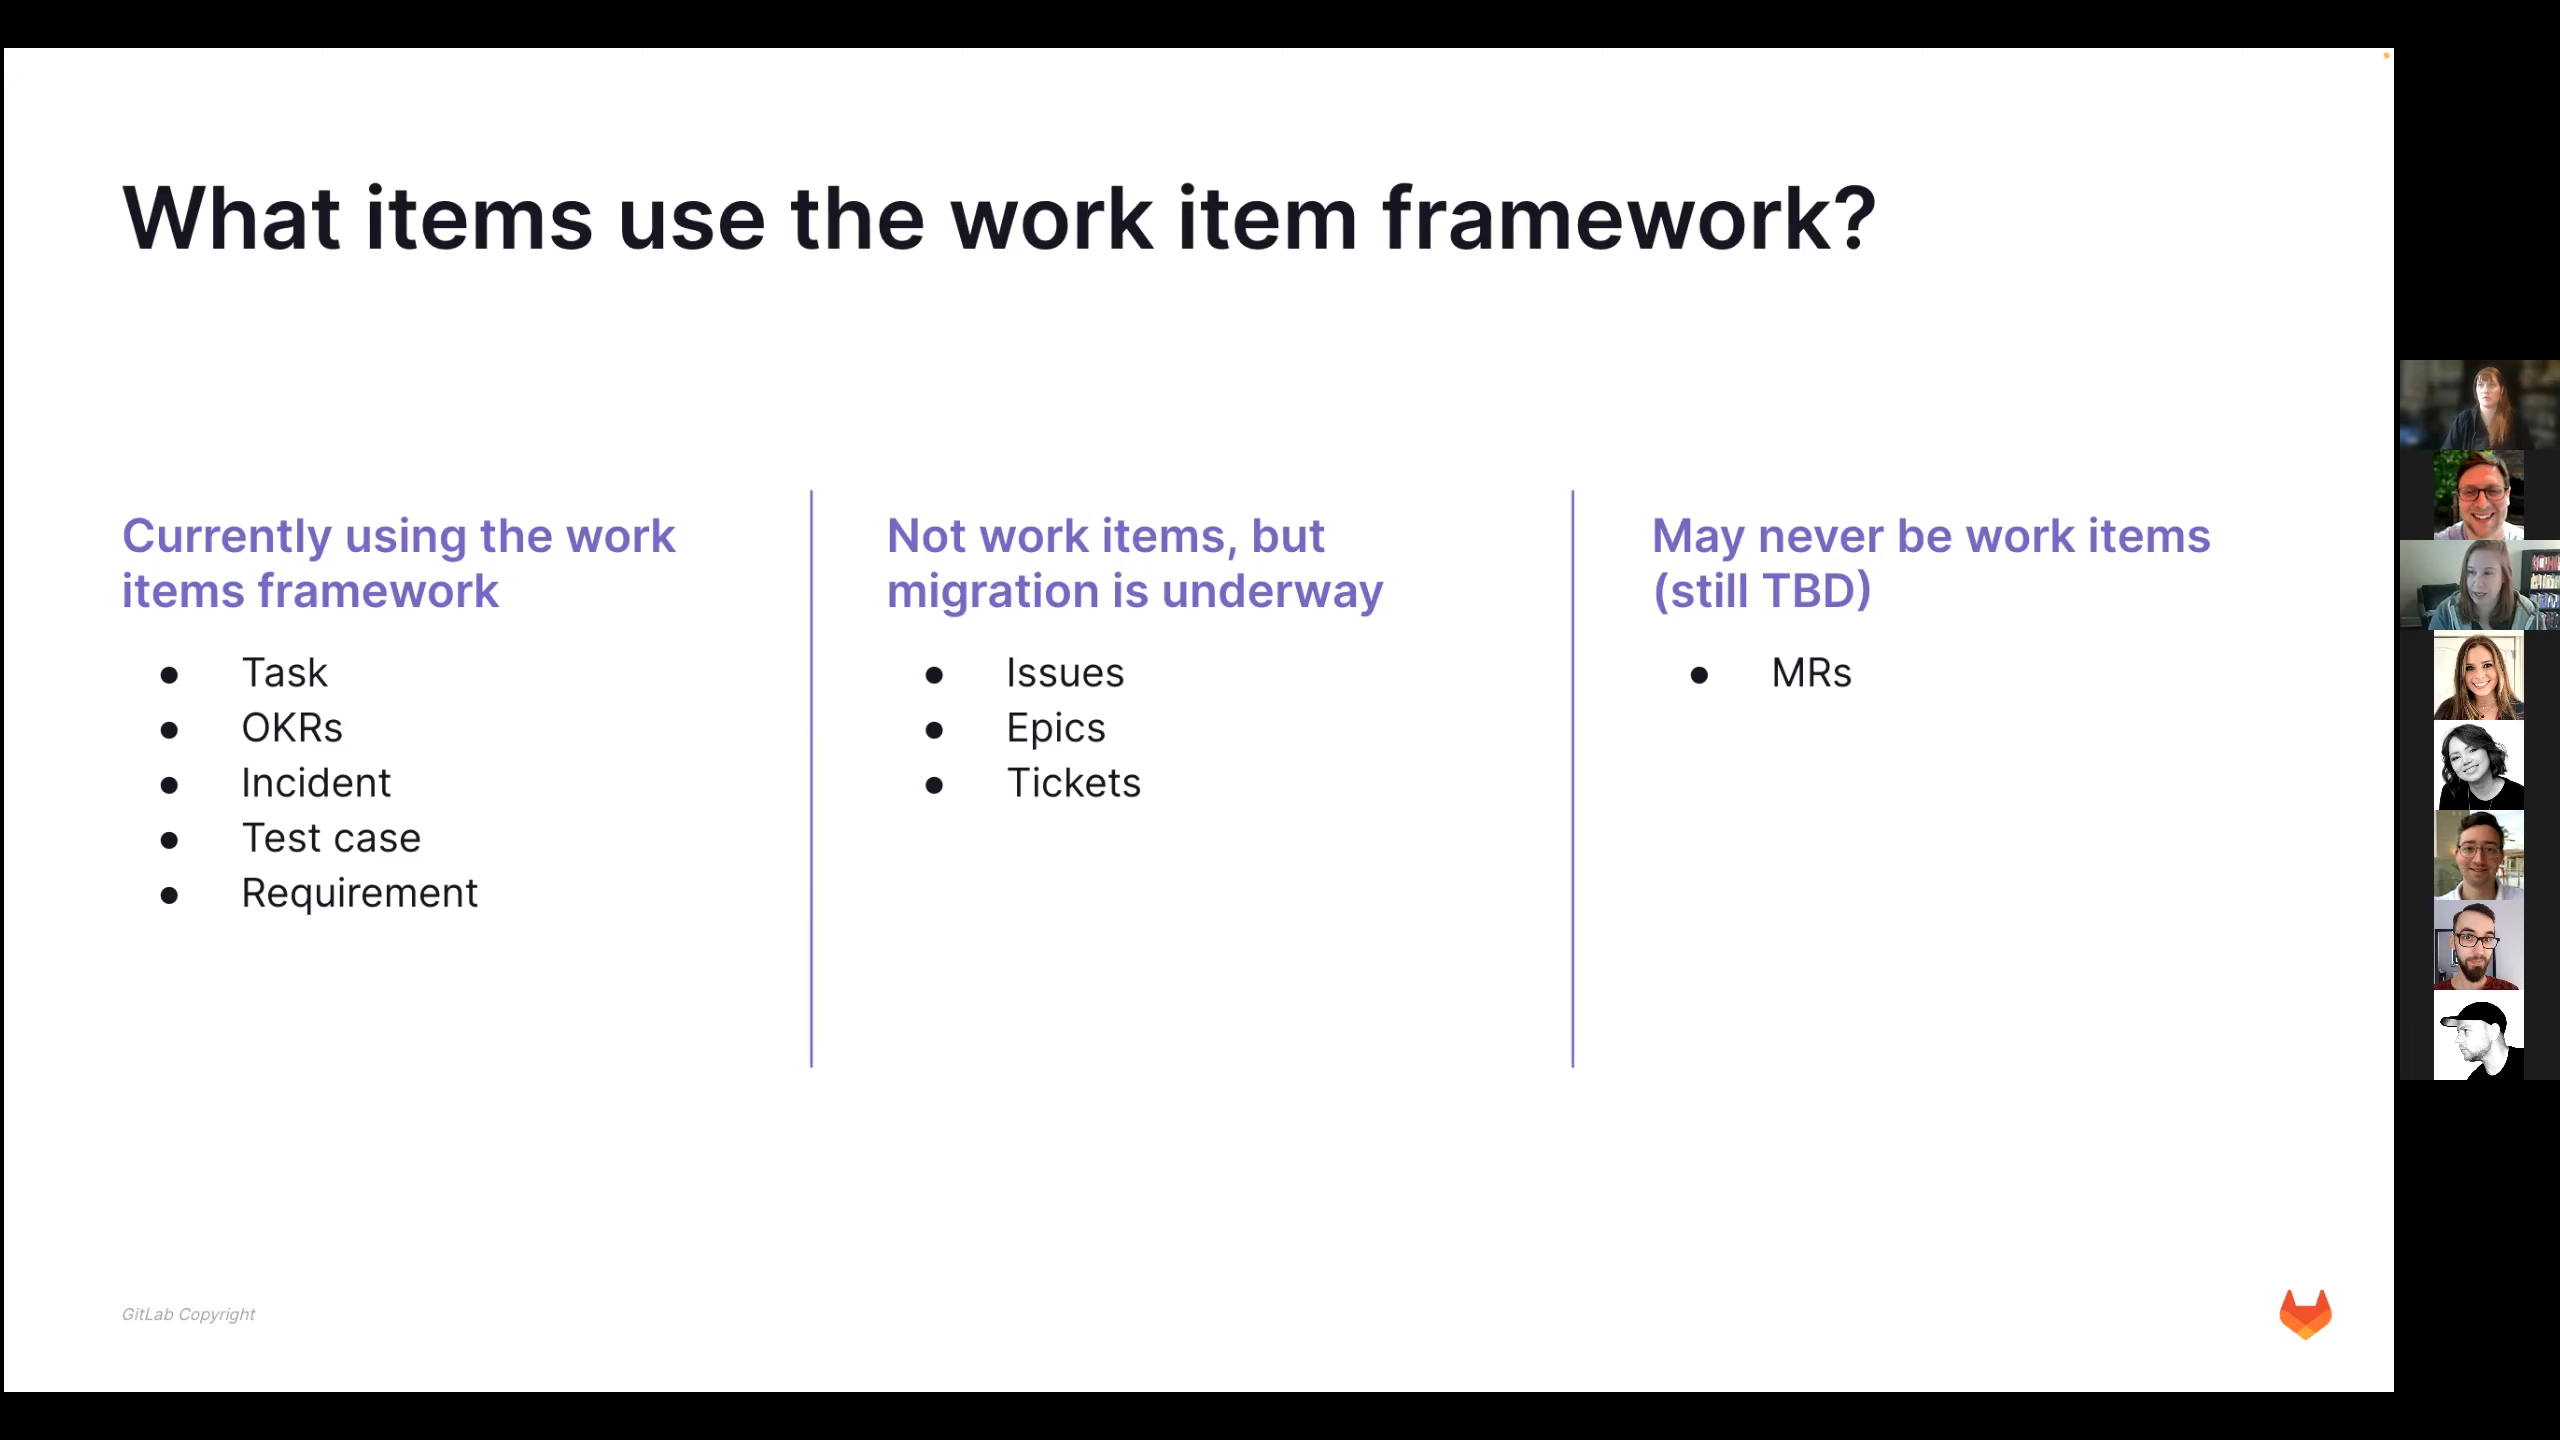 What items use the work item framework?
Currently using the work
items framework
● Task
● OKRs
● Incident
● Test case
● Requirement
Not work items, but
migration is underway
● Issues
● Epics
● Tickets
May never be work items
(still TBD)
● MRs
GitLab Copyright